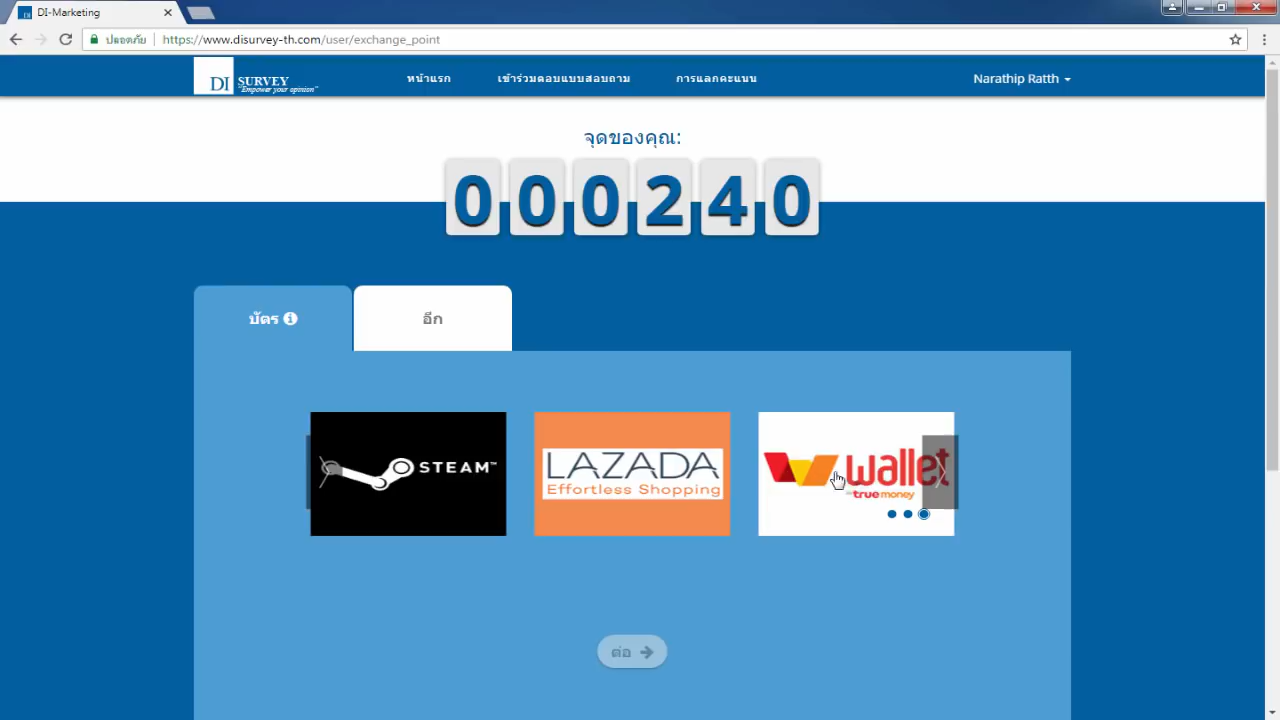 DI-Marketing
ปลอดภัย
https://www.disurvey-th.com/user/exchange_point
DI SURVEY
"Empower your opinion"
หน้าแรก
เข้าร่วมตอบแบบสอบถาม
การแลกคะแนน
Narathip Ratth
จุดของคุณ:
000240
บัตร
อีก
STEAM™
LAZADA
Effortless Shopping
wallet
by truemoney
ต่อ